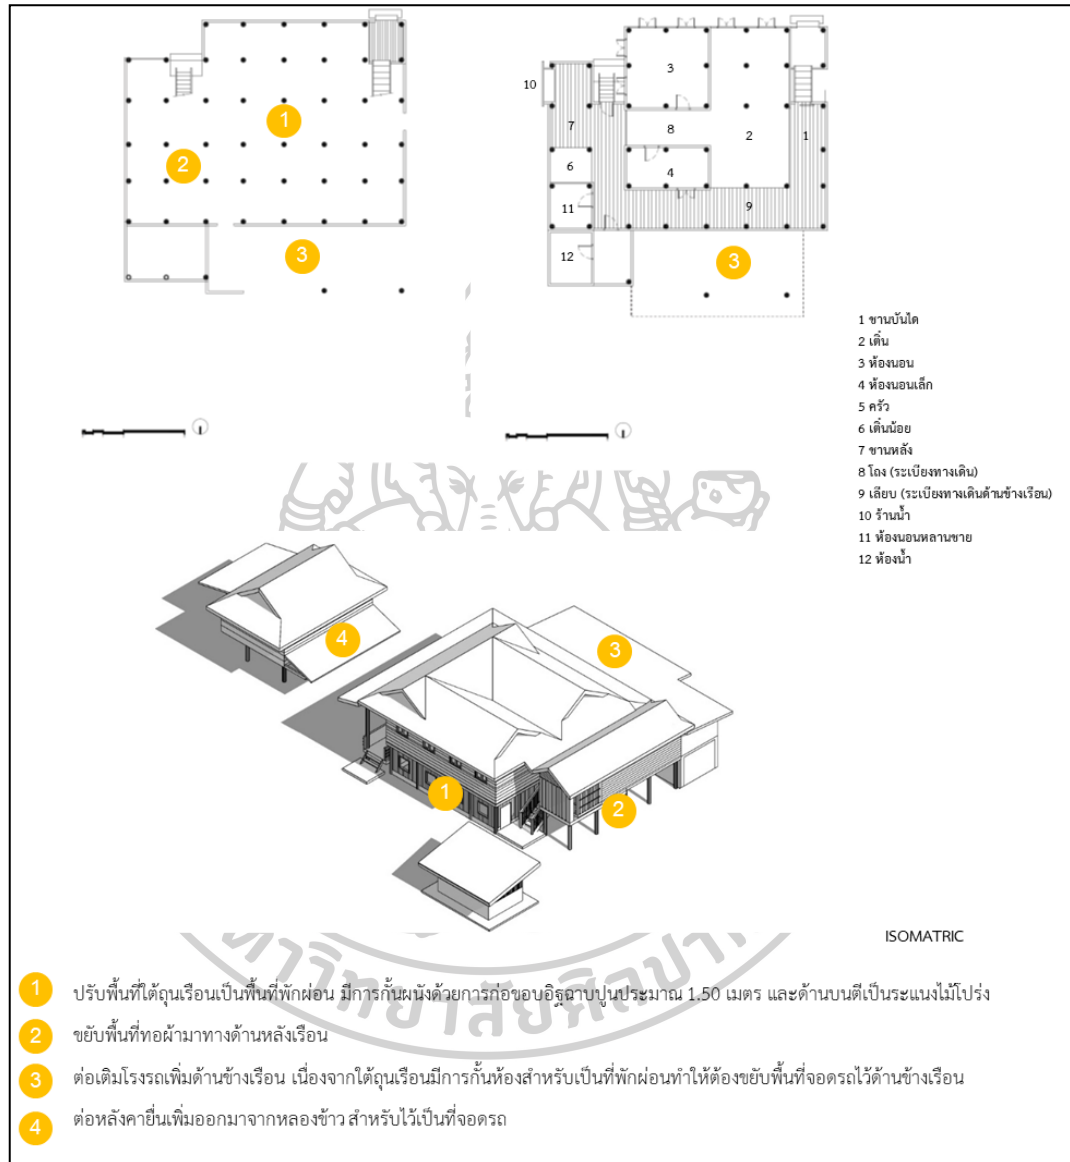 1
2
3
10
3
7
8
2
1
6
4
11
9
12
3
1 ชานบันได
2 เติ๋น
3 ห้องนอน
4 ห้องนอนเล็ก
5 ครัว
6 เติ๋นน้อย
7 ชานหลัง
8 โถง (ระเบียงทางเดิน)
9 เลียบ (ระเบียงทางเดินด้านข้างเรือน)
10 ร้านน้ำ
11 ห้องนอนหลานชาย
12 ห้องน้ำ
4
3
1
2
ISOMATRIC
1 ปรับพื้นที่ใต้ถุนเรือนเป็นพื้นที่พักผ่อน มีการกั้นผนังด้วยการก่อขอบอิฐฉาบปูนประมาณ 1.50 เมตร และด้านบนตีเป็นระแนงไม้โปร่ง
2 ขยับพื้นที่ทอผ้ามาทางด้านหลังเรือน
3 ต่อเติมโรงรถเพิ่มด้านข้างเรือน เนื่องจากใต้ถุนเรือนมีการกั้นห้องสำหรับเป็นที่พักผ่อนทำให้ต้องขยับพื้นที่จอดรถไว้ด้านข้างเรือน
4 ต่อหลังคายื่นเพิ่มออกมาจากหลองข้าว สำหรับไว้เป็นที่จอดรถ